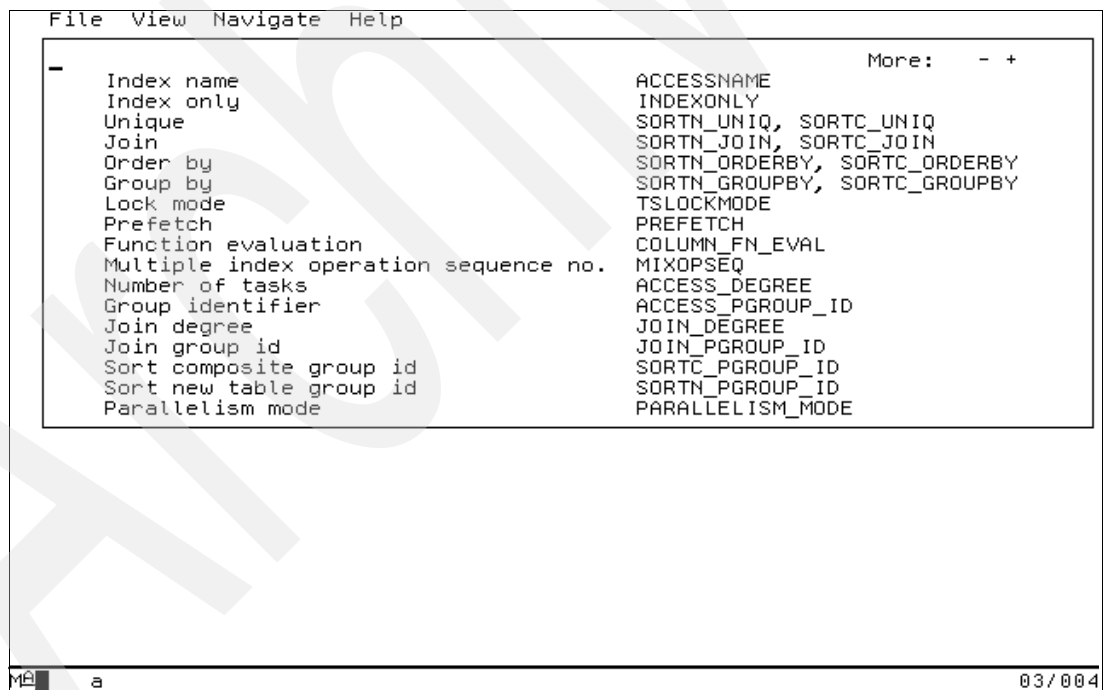 File  View  Navigate  Help
More:   - +
Index name                            ACCESSNAME
Index only                            INDEXONLY
Unique                                SORTN_UNIQ, SORTC_UNIQ
Join                                  SORTN_JOIN, SORTC_JOIN
Order by                              SORTN_ORDERBY, SORTC_ORDERBY
Group by                              SORTN_GROUPBY, SORTC_GROUPBY
Lock mode                             TSLOCKMODE
Prefetch                              PREFETCH
Function evaluation                   COLUMN_FN_EVAL
Multiple index operation sequence no. MIXOPSEQ
Number of tasks                       ACCESS_DEGREE
Group identifier                      ACCESS_PGROUP_ID
Join degree                           JOIN_DEGREE
Join group id                         JOIN_PGROUP_ID
Sort composite group id               SORTC_PGROUP_ID
Sort new table group id               SORTN_PGROUP_ID
Parallelism mode                      PARALLELISM_MODE
MA    a    03/004